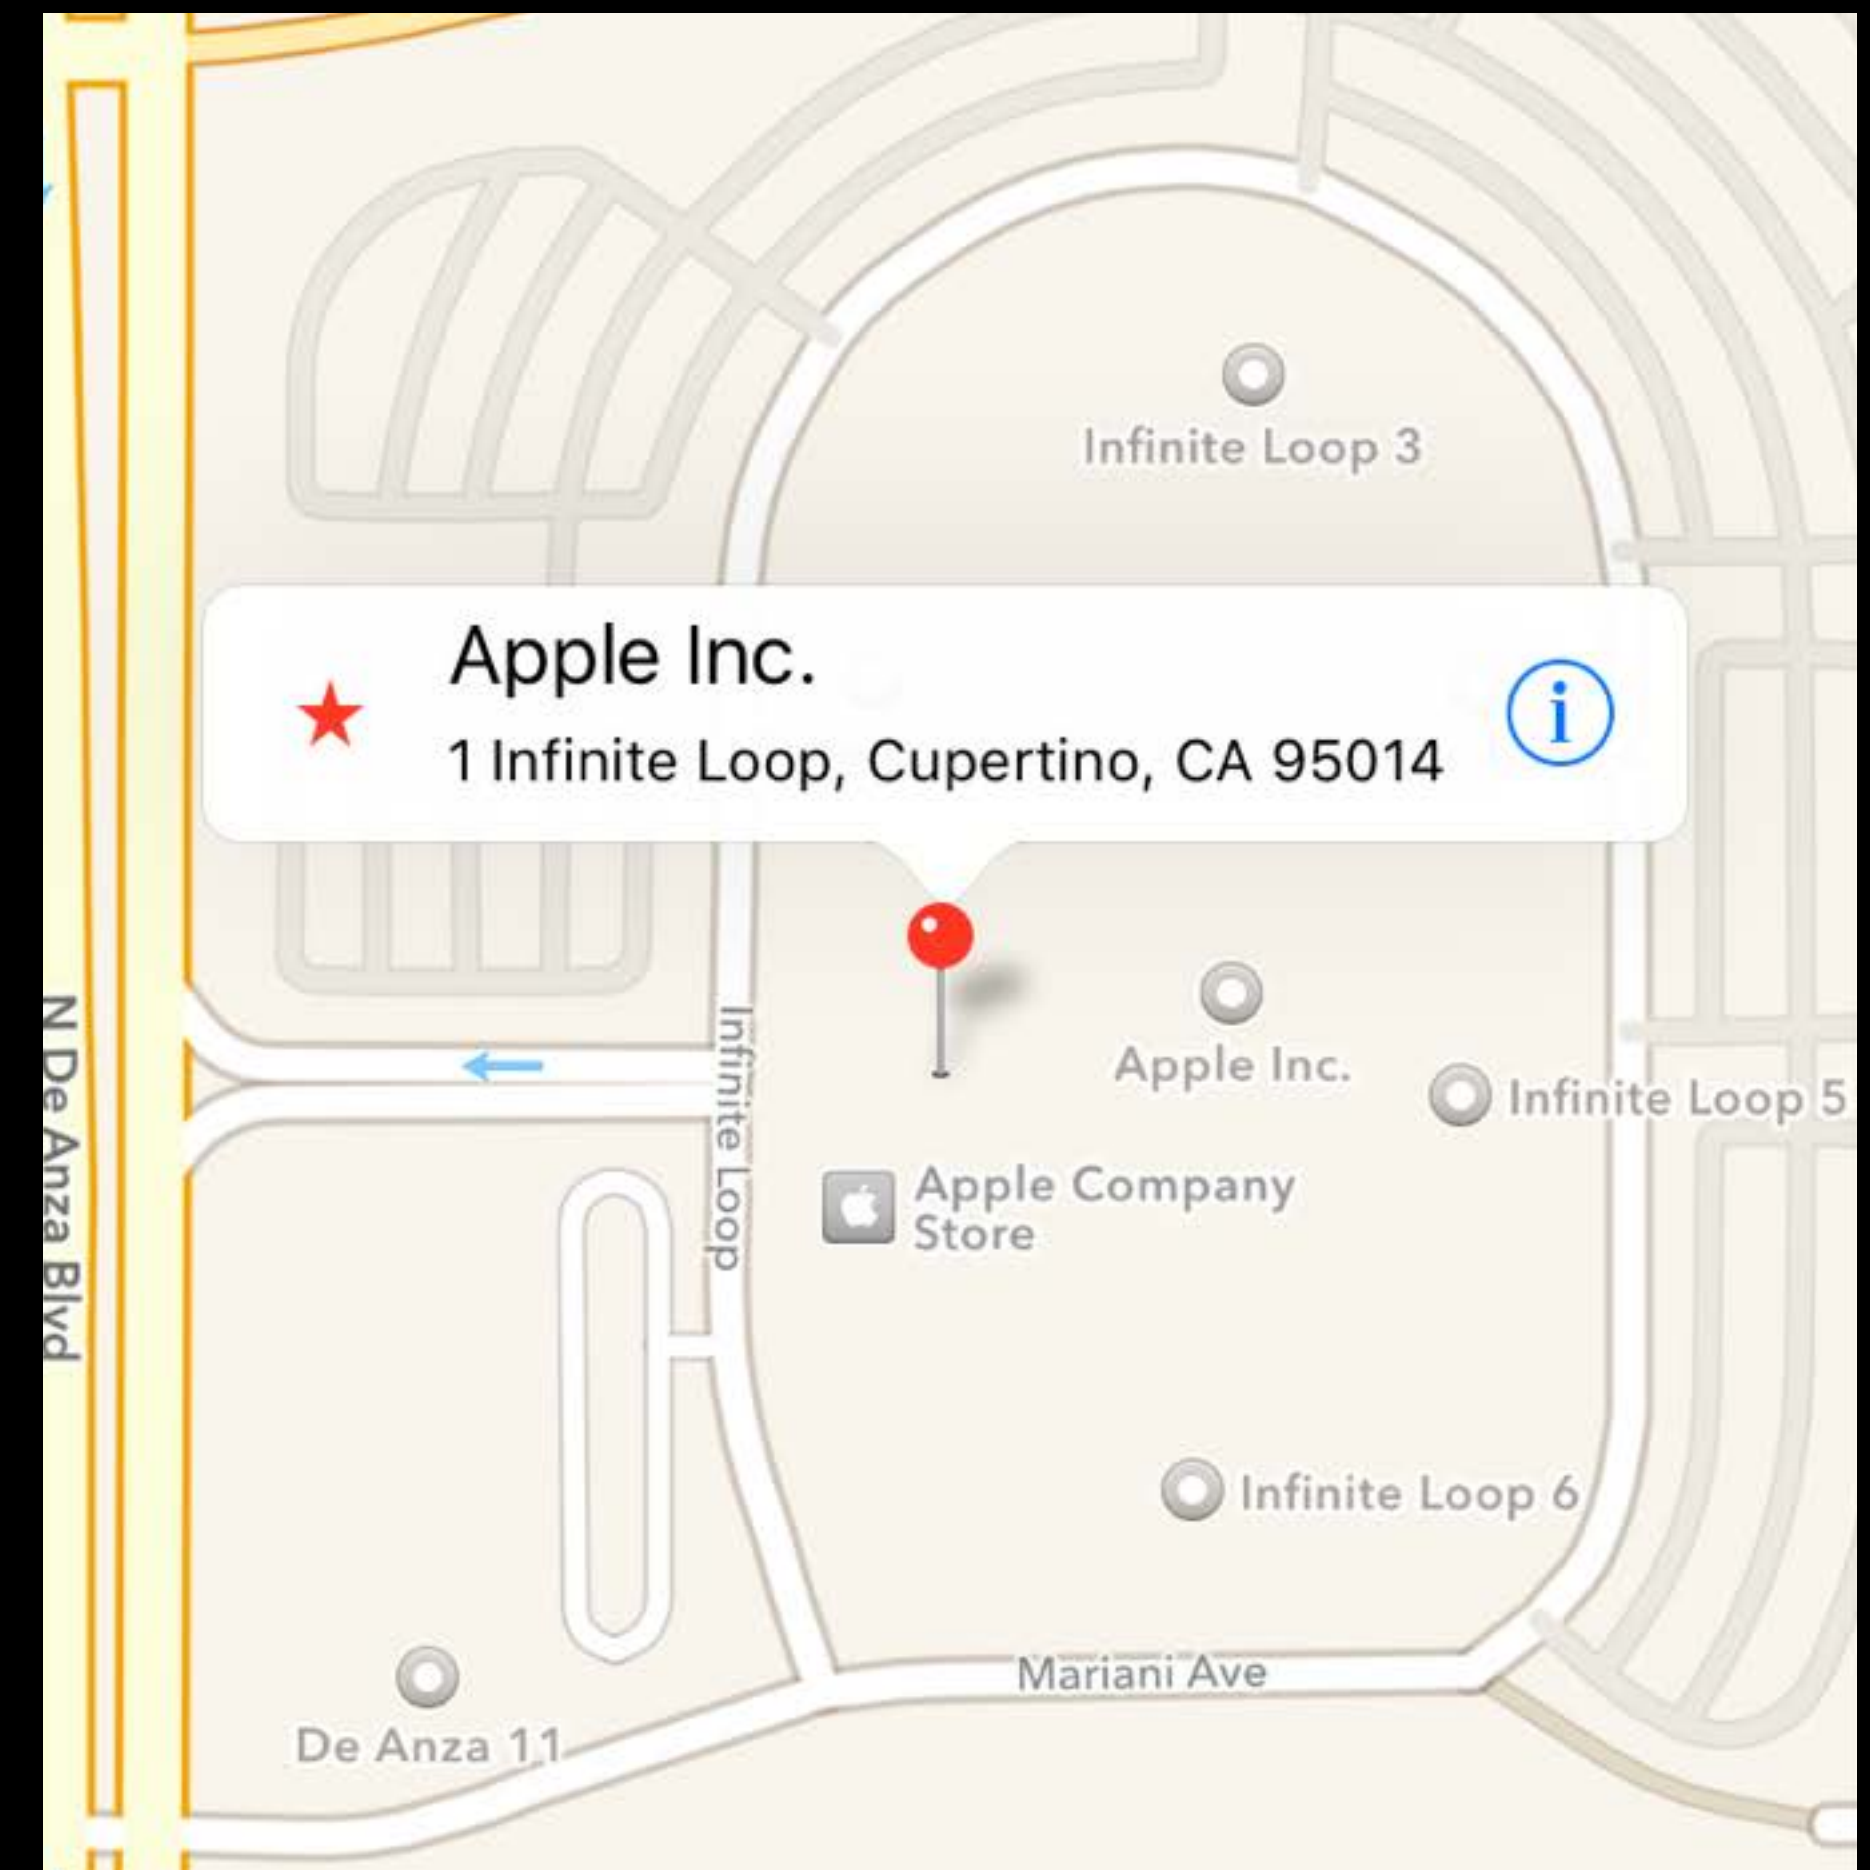 Infinite Loop 3
Apple Inc.
1 Infinite Loop, Cupertino, CA 95014
i
N De Anza Blvd
Infinite Loop
Apple Inc.
Infinite Loop 5
Apple Company
Store
Infinite Loop 6
Mariani Ave
De Anza 11